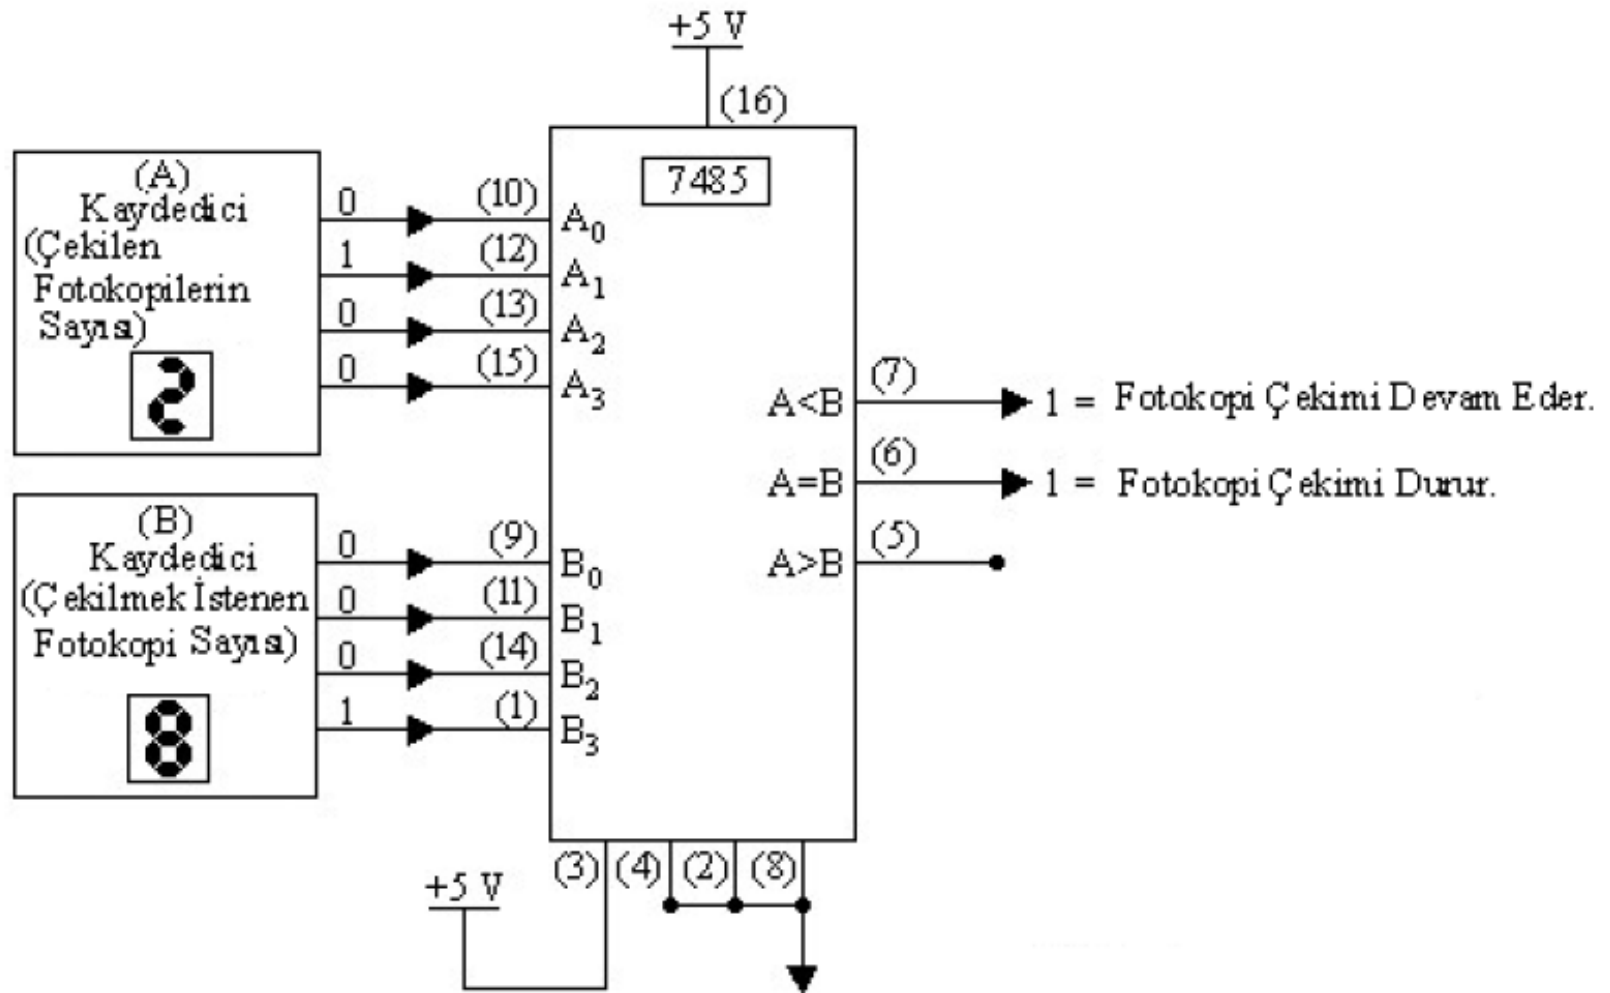 +5 V
(16)
7485
(A)
Kaydedici
(Çekilen
Fotokopilerin
Sayısı)
2
0 (10) A0
1 (12) A1
0 (13) A2
0 (15) A3
(B)
Kaydedici
(Çekilmek İstenen
Fotokopi Sayısı)
8
0 (9) B0
0 (11) B1
0 (14) B2
1 (1) B3
A<B (7) 1 = Fotokopi Çekimi Devam Eder.
A=B (6) 1 = Fotokopi Çekimi Durur.
A>B (5)
(3) (4) (2) (8)
+5 V